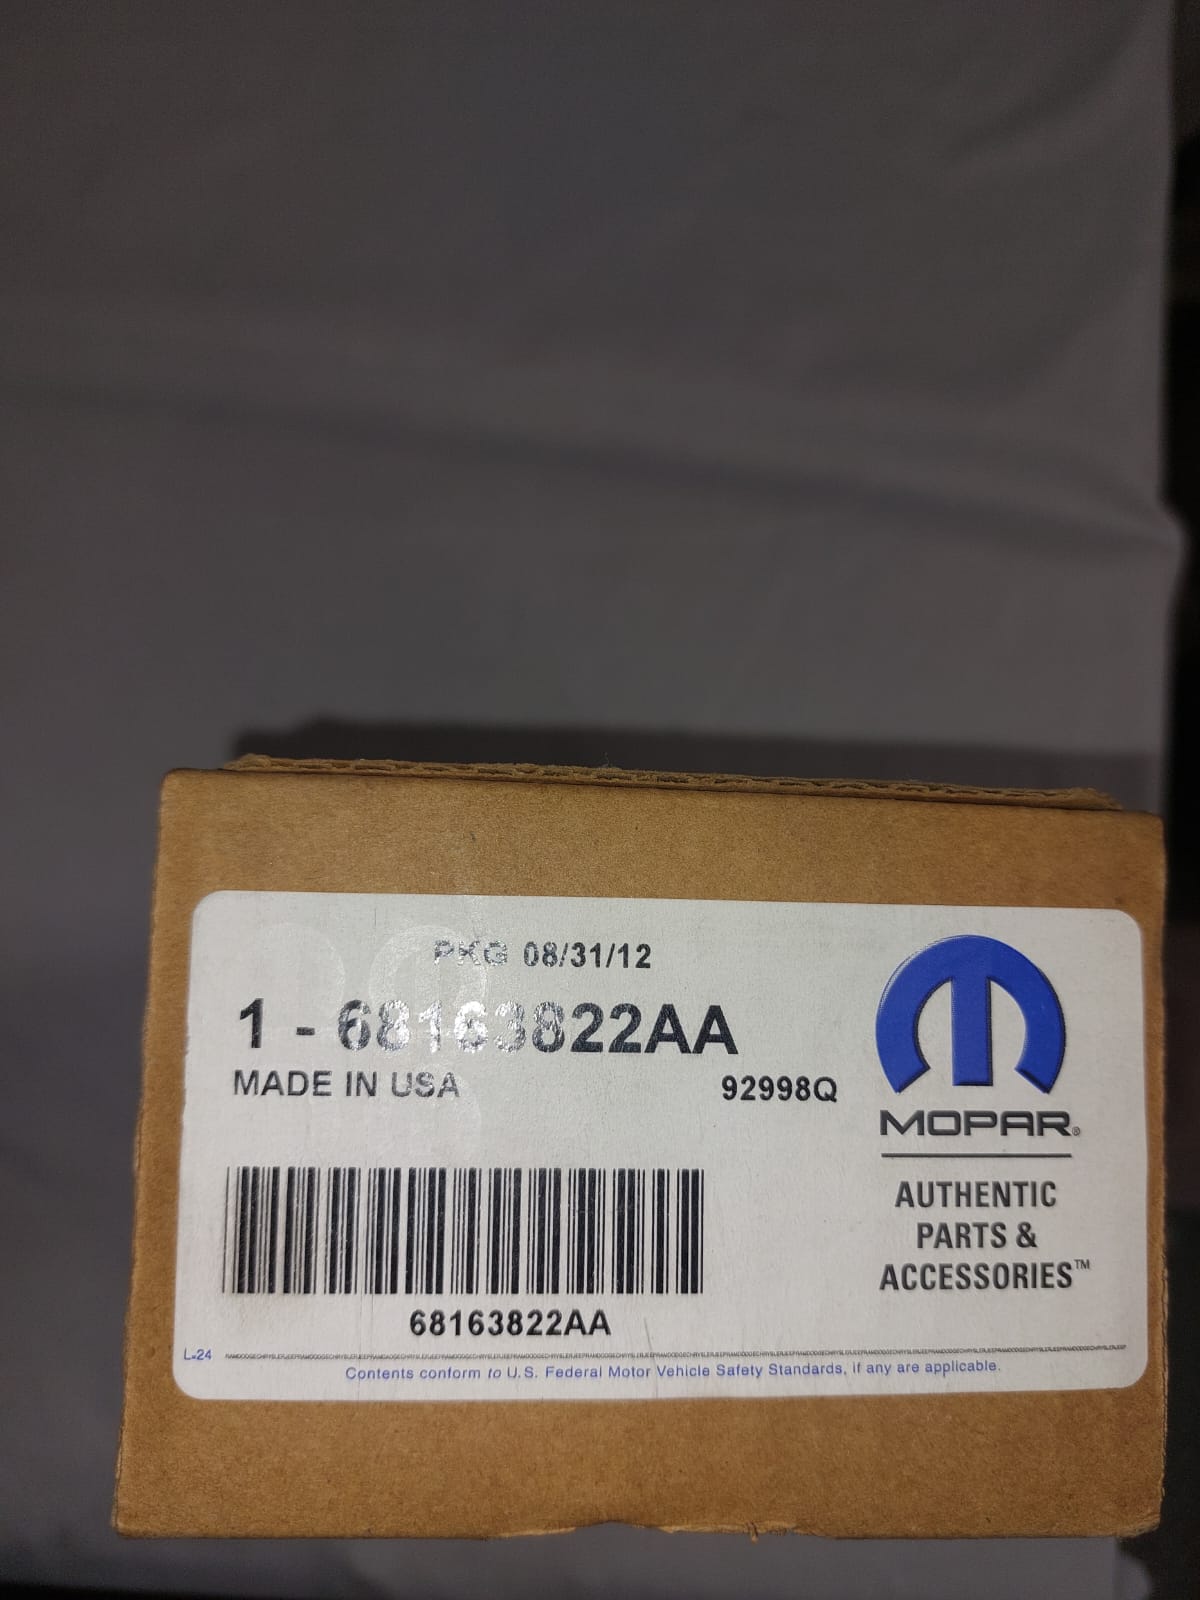 PKG 08/31/12
1 - 68163822AA
MADE IN USA
92998Q
68163822AA
MOPAR®
AUTHENTIC
PARTS &
ACCESSORIES™
L-24
Contents conform to U.S. Federal Motor Vehicle Safety Standards, if any are applicable.